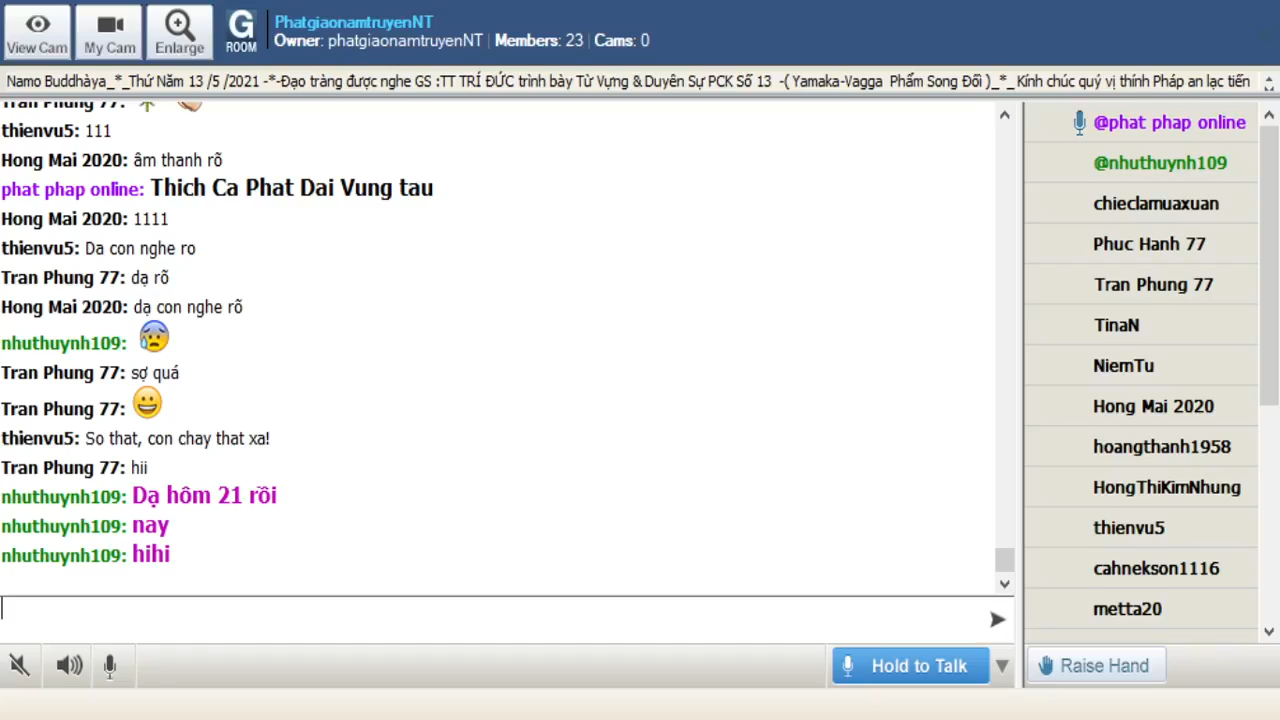 View Cam
My Cam
Enlarge
G
ROOM
PhatgiaonamtruyenNT
Owner: phatgiaonamtruyenNT | Members: 23 | Cams: 0
Namo Buddhàya_*_Thứ Năm 13 /5 /2021 -*-Đạo tràng được nghe GS :TT TRÍ ĐỨC trình bày Từ Vựng & Duyên Sự PCK Số 13 -( Yamaka-Vagga Phẩm Song Đối )_*_ Kính chúc quý vị thính Pháp an lạc tiến
Tran Phung 77:
thienvu5: 111
Hong Mai 2020: âm thanh rõ
phat phap online: Thich Ca Phat Dai Vung tau
Hong Mai 2020: 1111
thienvu5: Da con nghe ro
Tran Phung 77: dạ rõ
Hong Mai 2020: dạ con nghe rõ
nhuthuynh109:
Tran Phung 77: sợ quá
Tran Phung 77:
thienvu5: So that, con chay that xa!
Tran Phung 77: hii
nhuthuynh109: Dạ hôm 21 rồi
nhuthuynh109: nay
nhuthuynh109: hihi
@phat phap online
@nhuthuynh109
chieclamuaxuan
Phuc Hanh 77
Tran Phung 77
TinaN
NiemTu
Hong Mai 2020
hoangthanh1958
HongThiKimNhung
thienvu5
cahnekson1116
metta20
Hold to Talk
Raise Hand